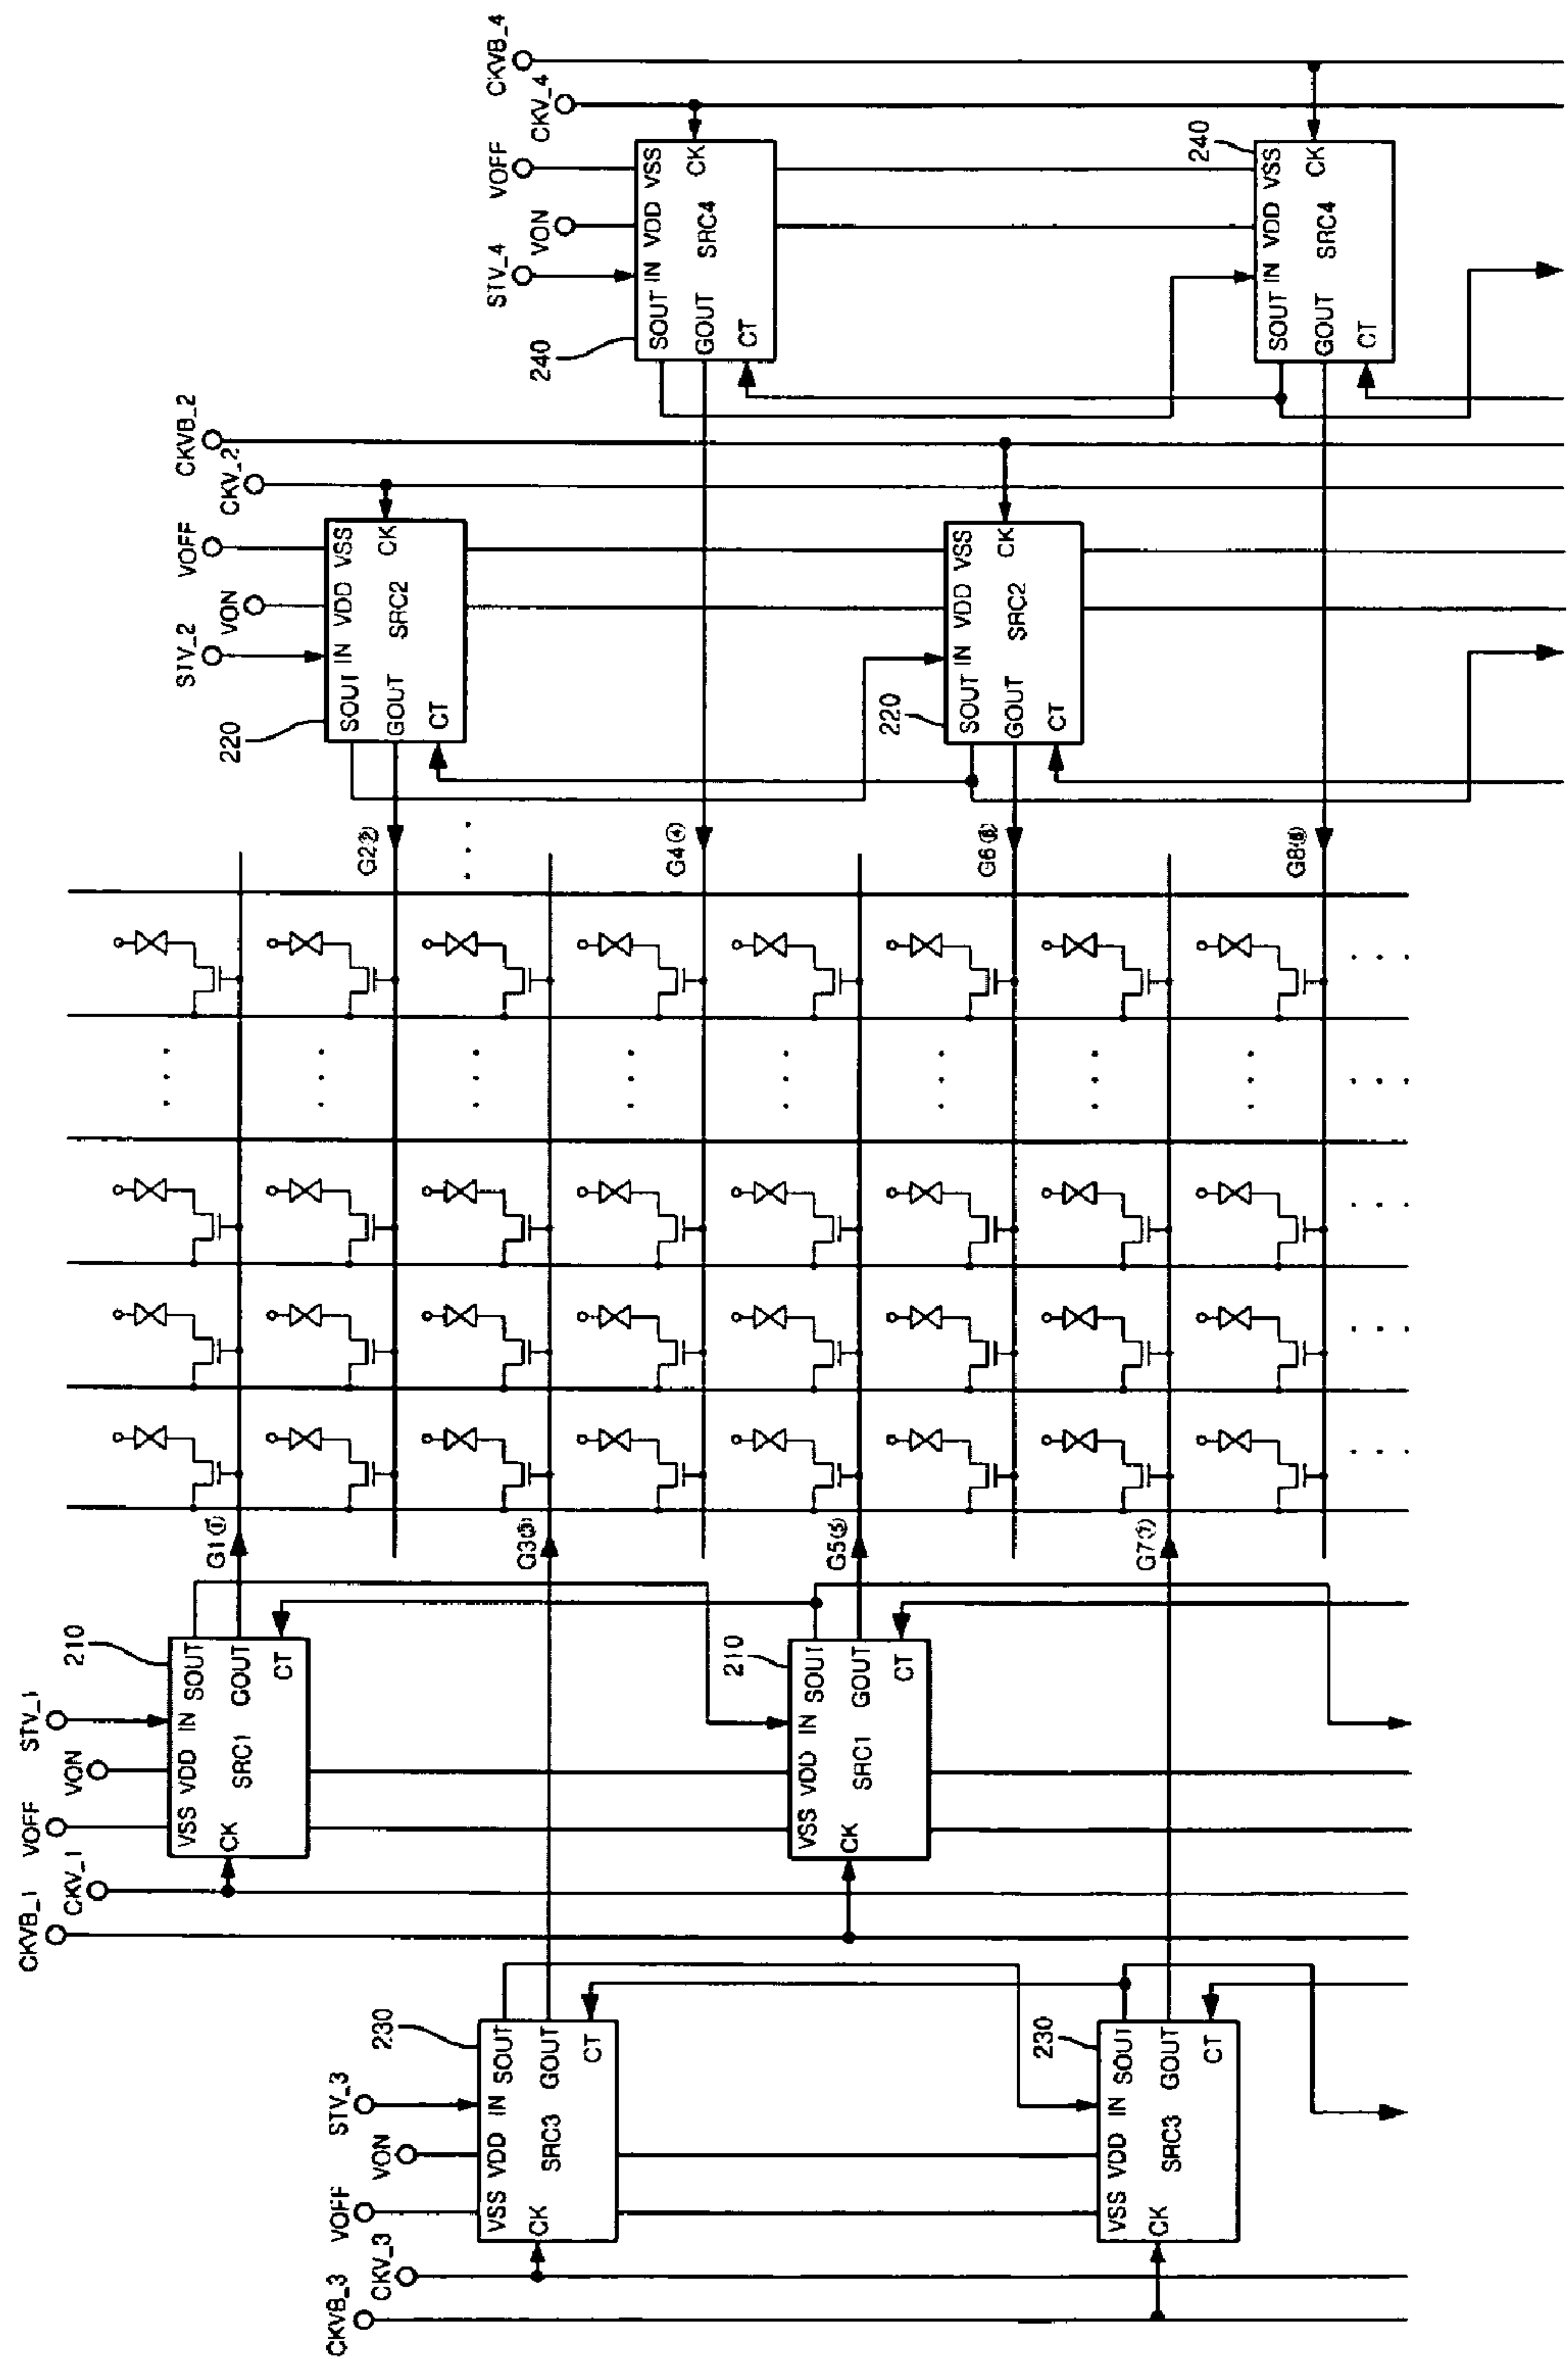 CKVB_4
CKV_4
VOFF
VON
STV_4
240
VSS
VDD
IN
SOUT
CK
SRC4
GOUT
CT
240
VSS
VDD
IN
SOUT
CK
SRC4
GOUT
CT
CKVB_2
CKV_2
VOFF
VON
STV_2
220
VSS
VDD
IN
SOUT
CK
SRC2
GOUT
CT
220
VSS
VDD
IN
SOUT
CK
SRC2
GOUT
CT
G2(②)
G4(④)
G6
G8
G1(①)
G3
G5(⑤)
G7(⑦)
210
SOUT
IN
VDD
VSS
GOUT
SRC1
CK
CT
STV_1
VON
VOFF
CKV_1
CKVB_1
210
SOUT
IN
VDD
VSS
GOUT
SRC1
CK
CT
230
SOUT
IN
VDD
VSS
GOUT
SRC3
CK
CT
STV_3
VON
VOFF
CKV_3
CKVB_3
230
SOUT
IN
VDD
VSS
GOUT
SRC3
CK
CT